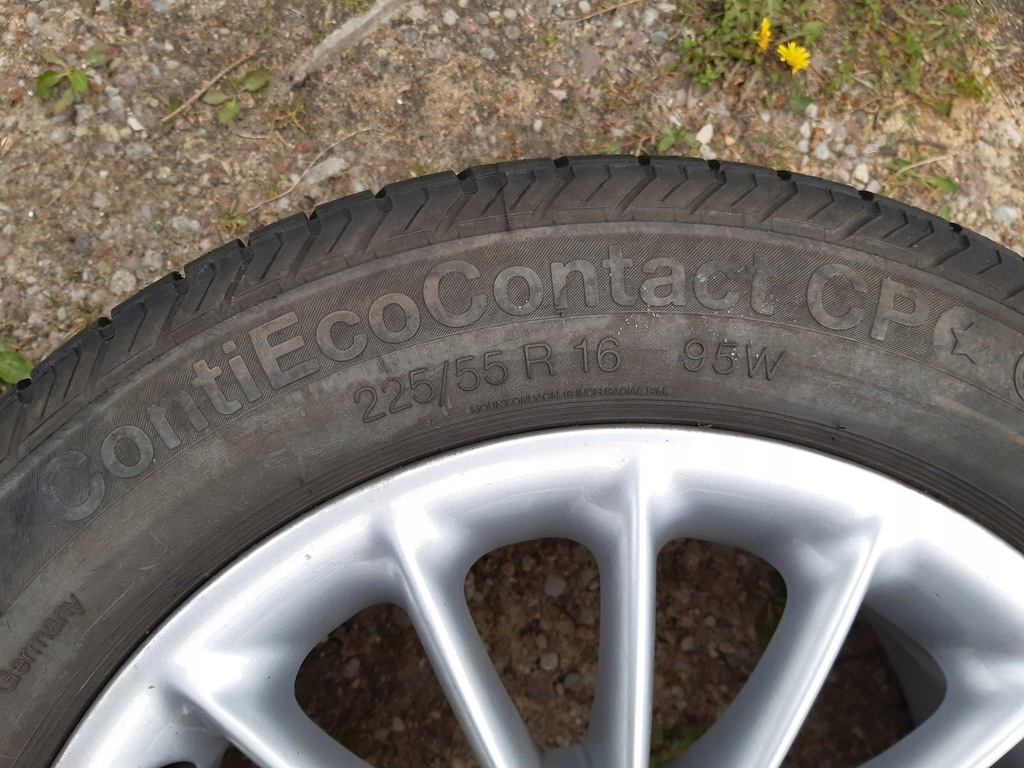 ContiEcoContact CP
225/55 R 16 95W
MOUNT ONLY ON 16 INCH RADIAL RIM.
Germany